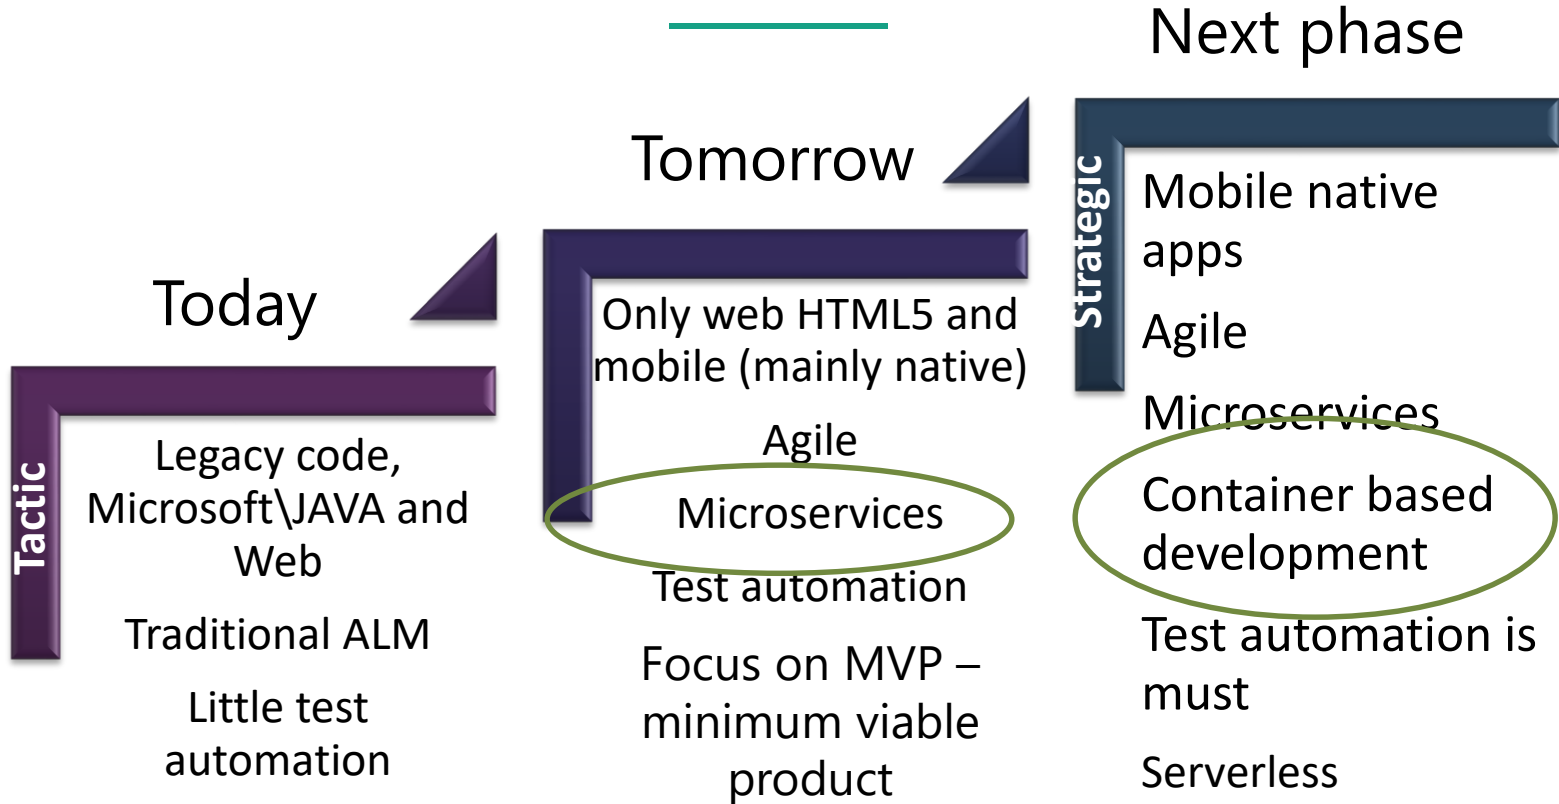 Today
Tactic
Legacy code,
Microsoft\JAVA and
Web
Traditional ALM
Little test
automation
Tomorrow
Only web HTML5 and
mobile (mainly native)
Agile
Microservices
Test automation
Focus on MVP –
minimum viable
product
Next phase
Strategic
Mobile native
apps
Agile
Microservices
Container based
development
Test automation is
must
Serverless